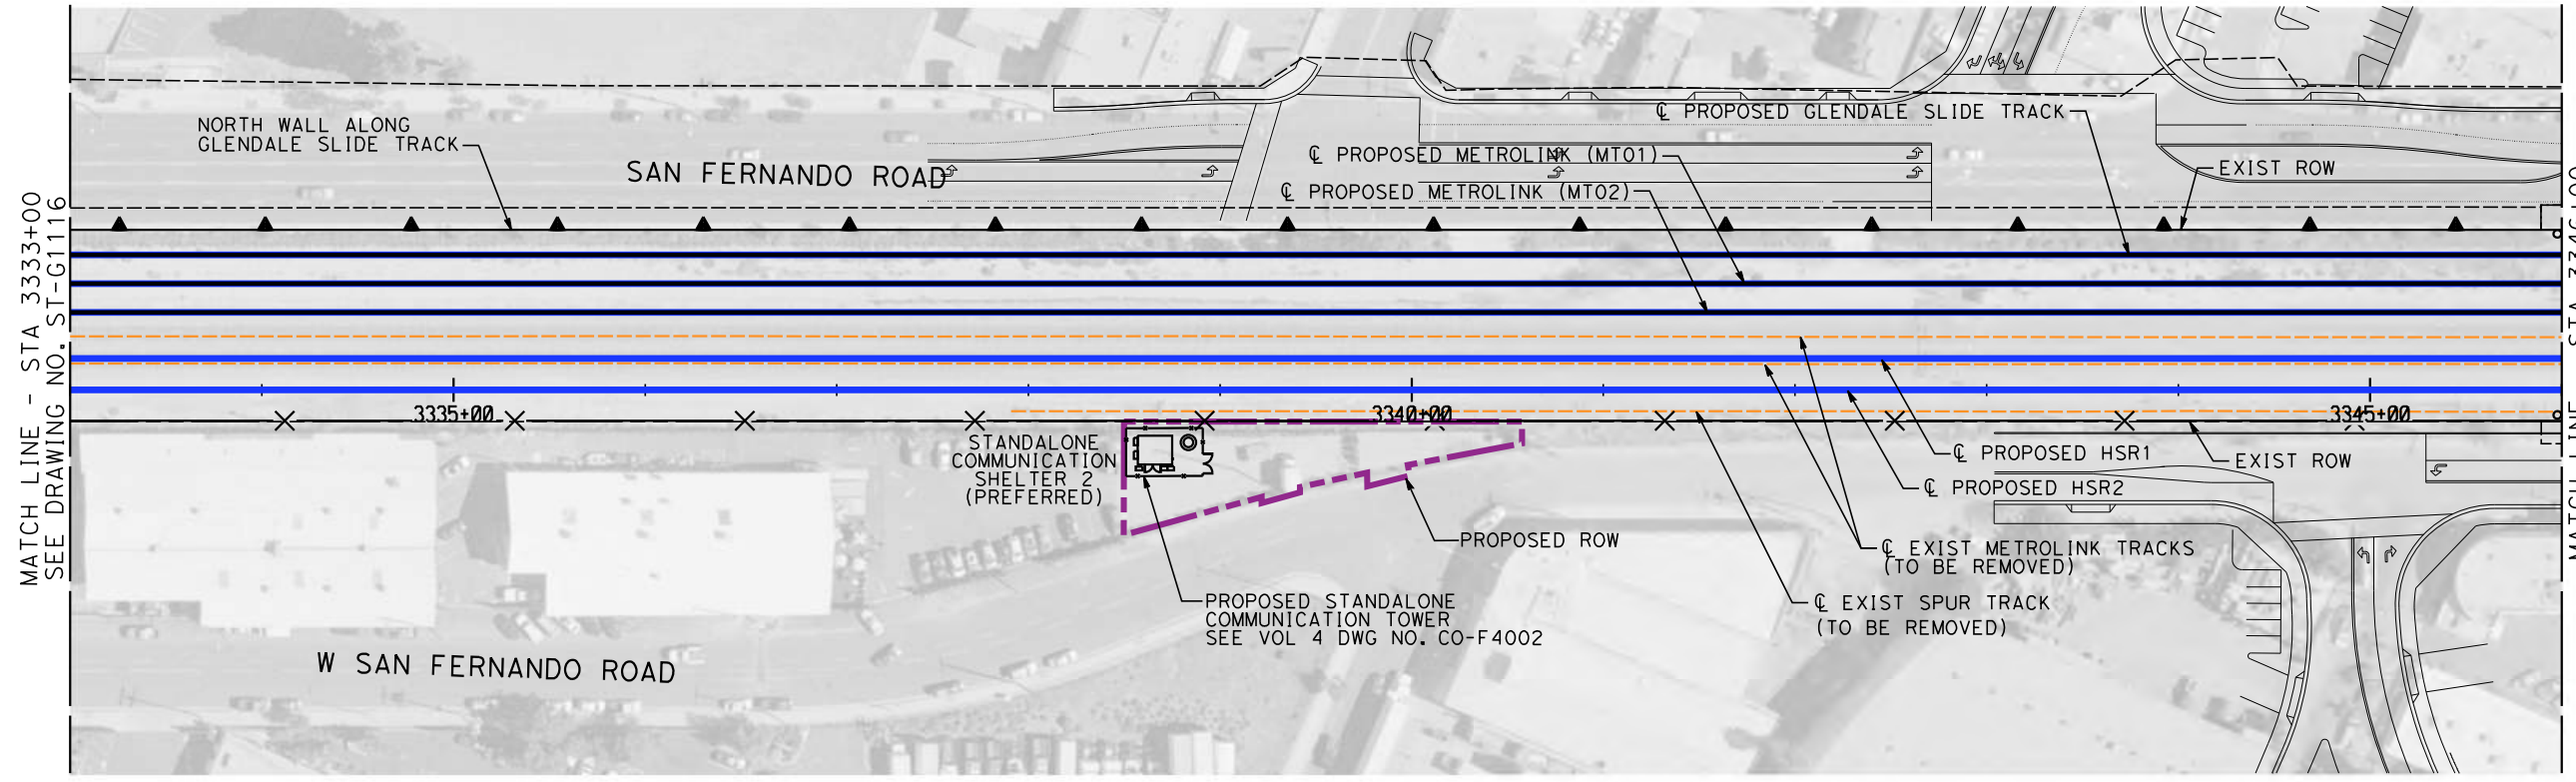 MATCH LINE - STA 3333+00
SEE DRAWING NO. ST-G1116
NORTH WALL ALONG
GLENDALE SLIDE TRACK
SAN FERNANDO ROAD
℄ PROPOSED GLENDALE SLIDE TRACK
℄ PROPOSED METROLINK (MT01)
℄ PROPOSED METROLINK (MT02)
EXIST ROW
3335+00
3340+00
3345+00
STANDALONE
COMMUNICATION
SHELTER 2
(PREFERRED)
℄ PROPOSED HSR1
EXIST ROW
℄ PROPOSED HSR2
PROPOSED ROW
℄ EXIST METROLINK TRACKS
(TO BE REMOVED)
PROPOSED STANDALONE
COMMUNICATION TOWER
SEE VOL 4 DWG NO. CO-F4002
℄ EXIST SPUR TRACK
(TO BE REMOVED)
W SAN FERNANDO ROAD